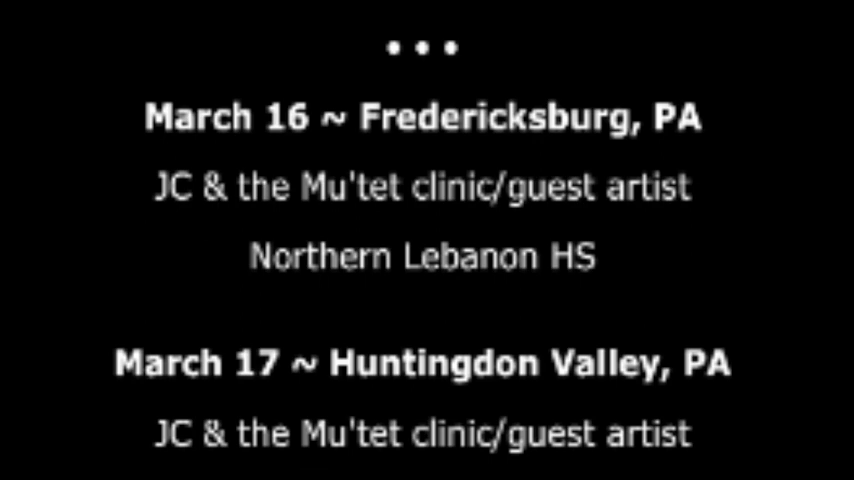 ...
March 16 ~ Fredericksburg, PA
JC & the Mu'tet clinic/guest artist
Northern Lebanon HS
March 17 ~ Huntingdon Valley, PA
JC & the Mu'tet clinic/guest artist